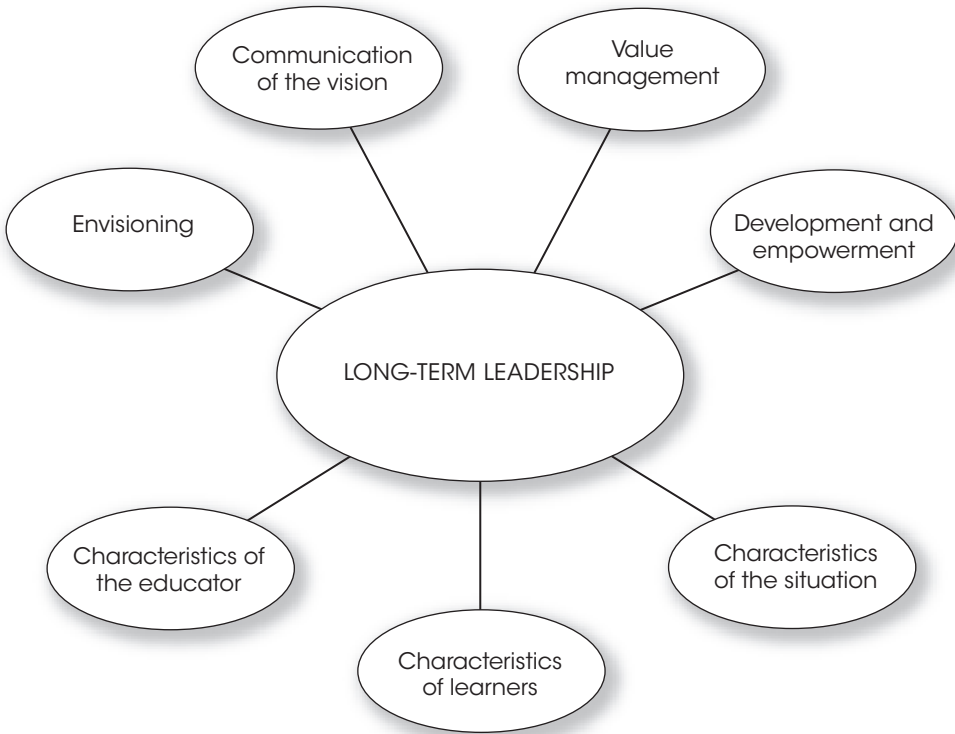 Communication
of the vision
Value
management
Envisioning
Development and
empowerment
LONG-TERM LEADERSHIP
Characteristics of
the educator
Characteristics
of the situation
Characteristics
of learners